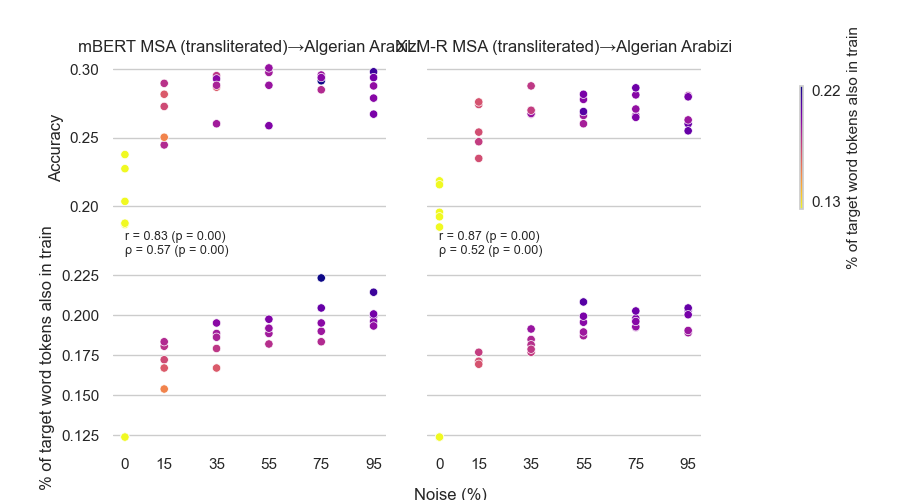 mBERT MSA (transliterated)→Algerian Arabizi
XLM-R MSA (transliterated)→Algerian Arabizi
Accuracy
0.30
0.25
0.20
r = 0.83 (p = 0.00)
ρ = 0.57 (p = 0.00)
r = 0.87 (p = 0.00)
ρ = 0.52 (p = 0.00)
% of target word tokens also in train
0.22
0.13
% of target word tokens also in train
0.225
0.200
0.175
0.150
0.125
0 15 35 55 75 95
0 15 35 55 75 95
Noise (%)